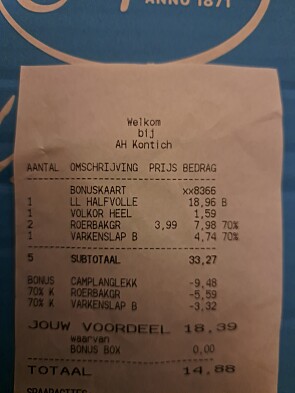 ANNO 1871
Welkom
bij
AH Kontich
AANTAL OMSCHRIJVING PRIJS BEDRAG
BONUSKAART xx8366
1 LL HALFVOLLE 18,96 B
1 VOLKOR HEEL 1,59
2 ROERBAKGR 3,99 7,98 70%
1 VARKENSLAP B 4,74 70%
5 SUBTOTAAL 33,27
BONUS CAMPLANGLEKK -9,48
70% K ROERBAKGR -5,59
70% K VARKENSLAP B -3,32
JOUW VOORDEEL 18,39
waarvan
BONUS BOX 0,00
TOTAAL 14,88